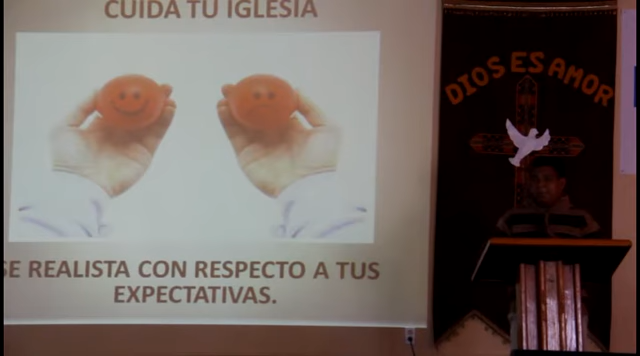 CUIDA TU IGLESIA
DIOS ES AMOR
SE REALISTA CON RESPECTO A TUS
EXPECTATIVAS.